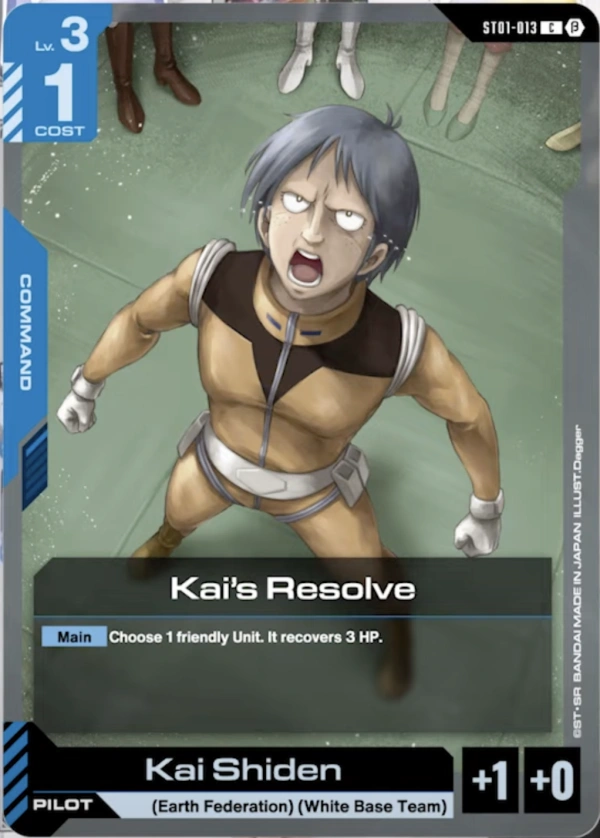 Lv. 3
1
COST
ST01-013 C β
COMMAND
©ST·SR BANDAI MADE IN JAPAN ILLUST.Dagger
Kai's Resolve
Main Choose 1 friendly Unit. It recovers 3 HP.
Kai Shiden
PILOT (Earth Federation) (White Base Team)
+1 +0